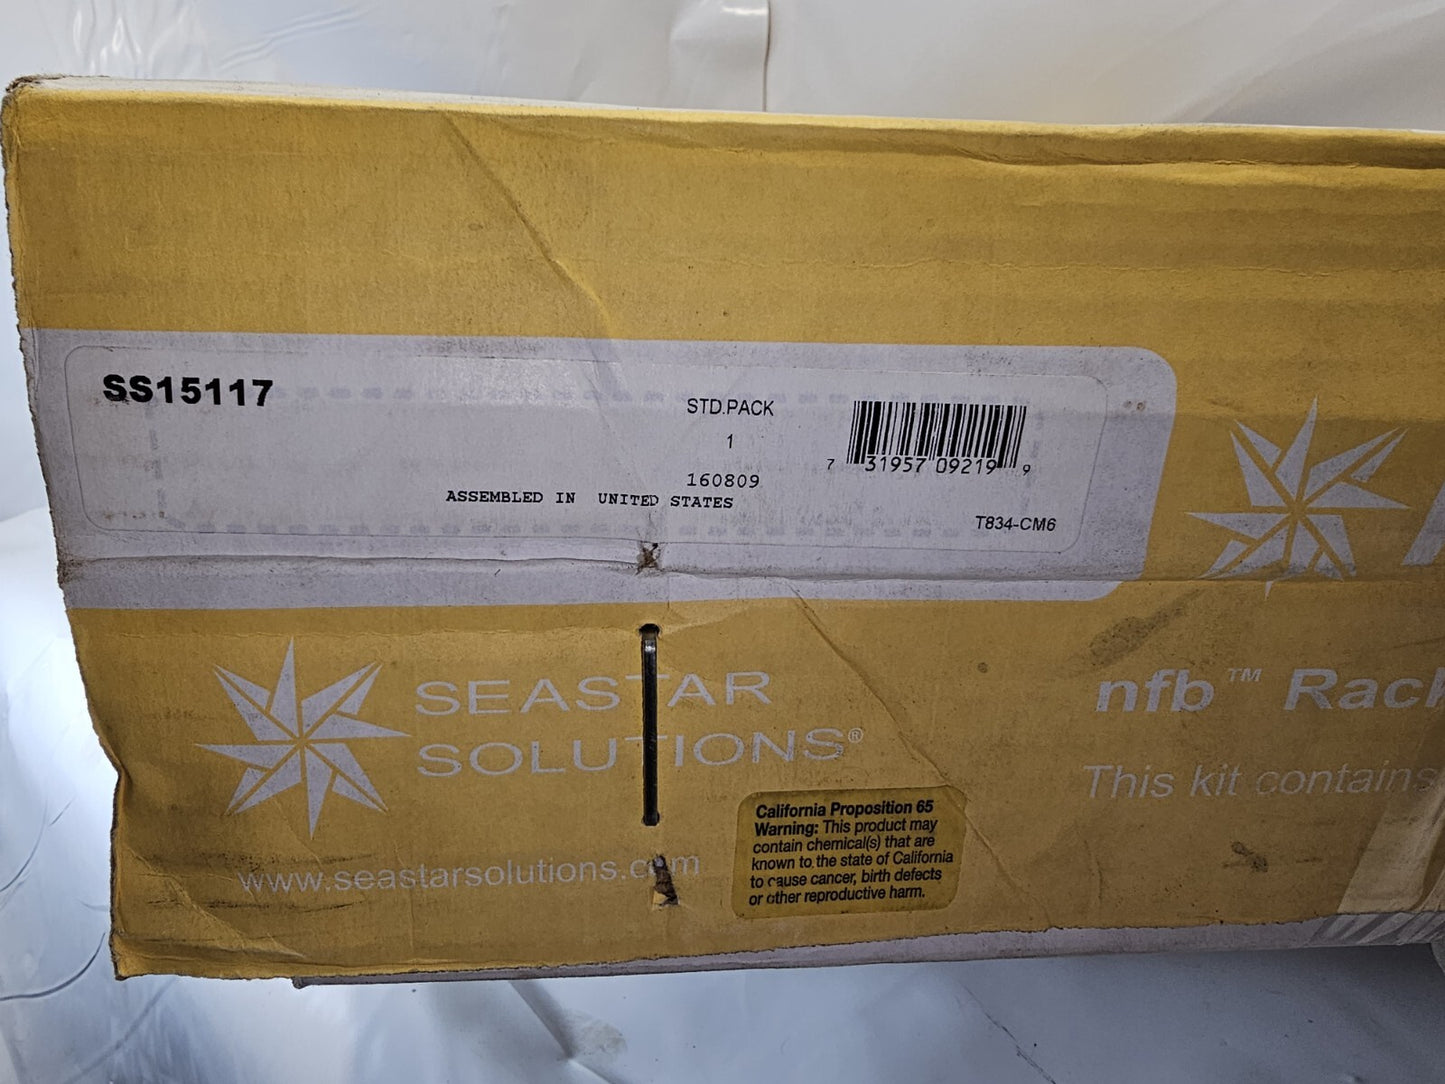 SS15117
STD.PACK
1
160809
ASSEMBLED IN UNITED STATES
7 31957 09219 9
T834-CM6
SEASTAR
SOLUTIONS®
www.seastarsolutions.com
nfb™ Rack
This kit contains
California Proposition 65
Warning: This product may
contain chemical(s) that are
known to the state of California
to cause cancer, birth defects
or other reproductive harm.